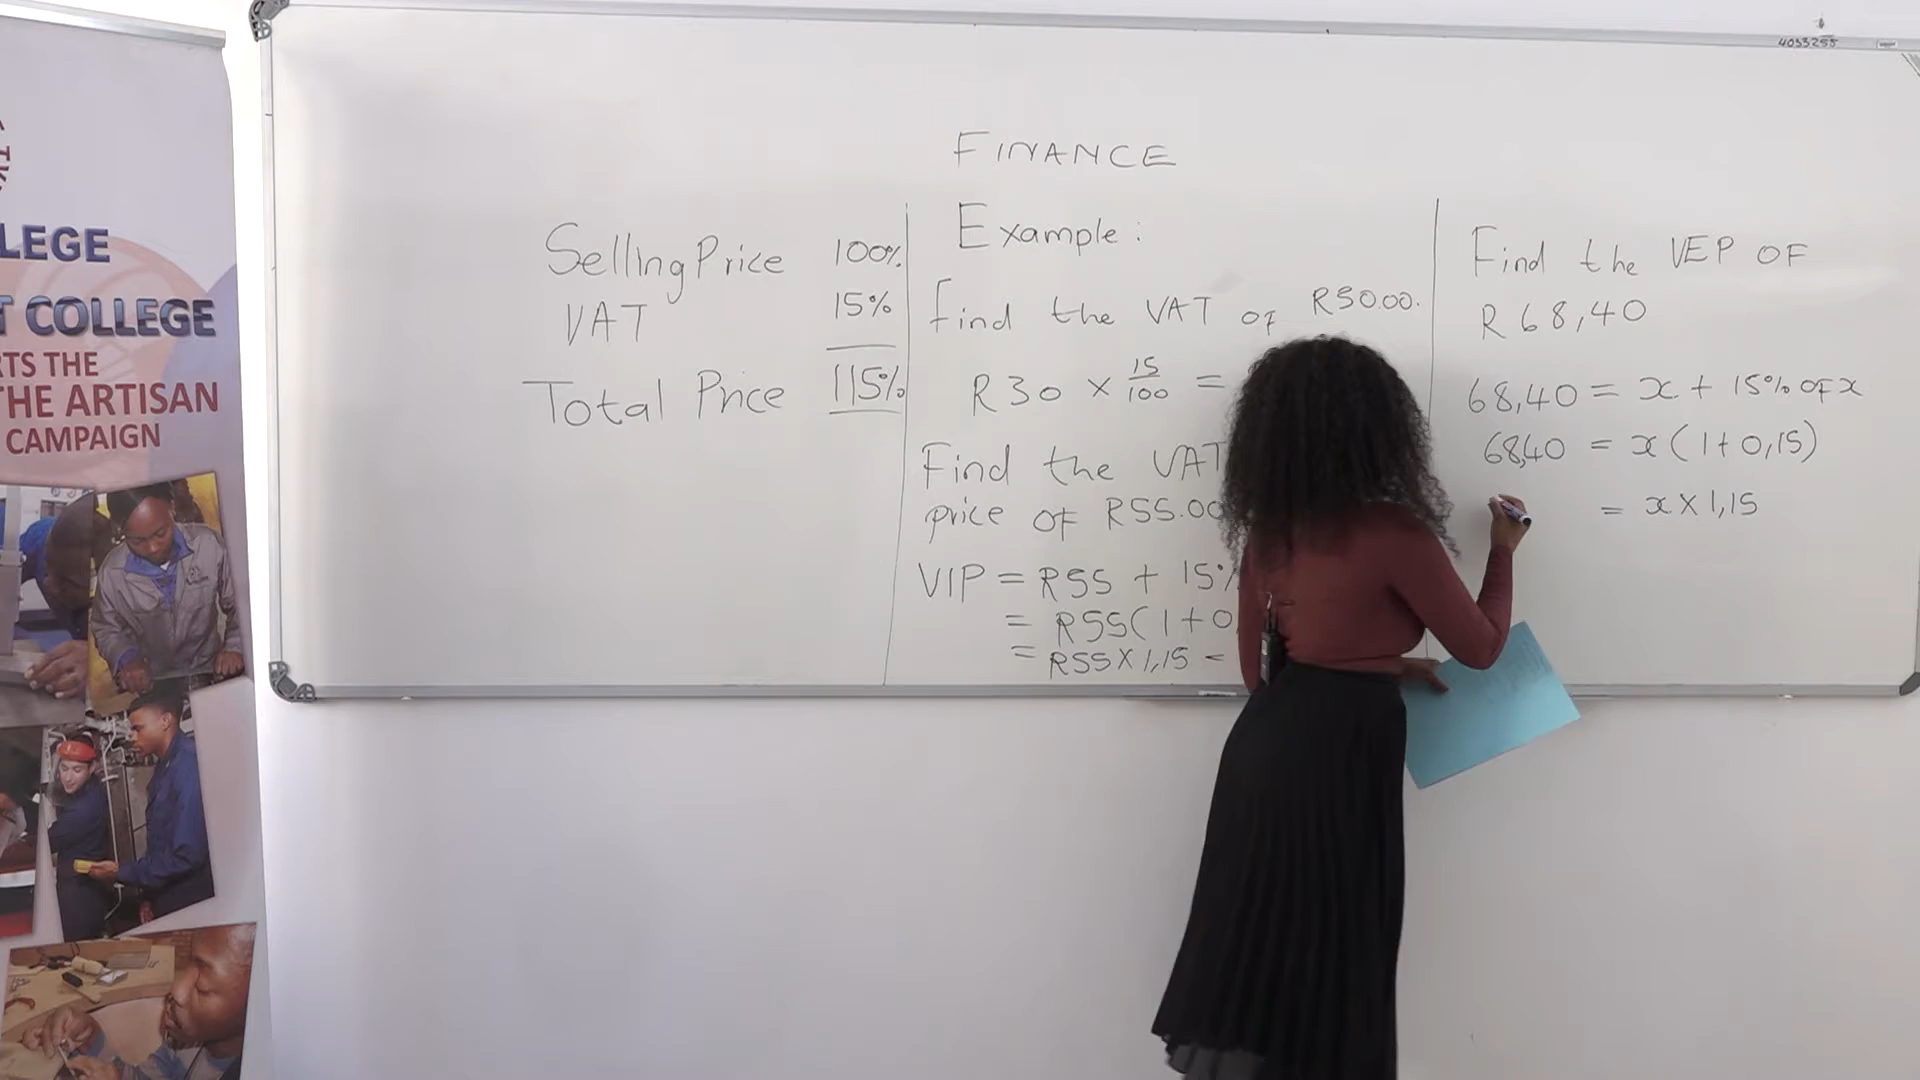 LEGE
T COLLEGE
RTS THE
THE ARTISAN
CAMPAIGN
4053255
FINANCE
Selling Price 100%
VAT 15%
Total Price 115%
Example:
Find the VAT of R30.00.
R30 × 15/100 =
Find the VAT
price of R55.00
VIP = R55 + 15%
= R55(1+0
= R55×1,15 =
Find the VEP OF
R68,40
68,40 = x + 15% OF x
68,40 = x(1+0,15)
= x × 1,15